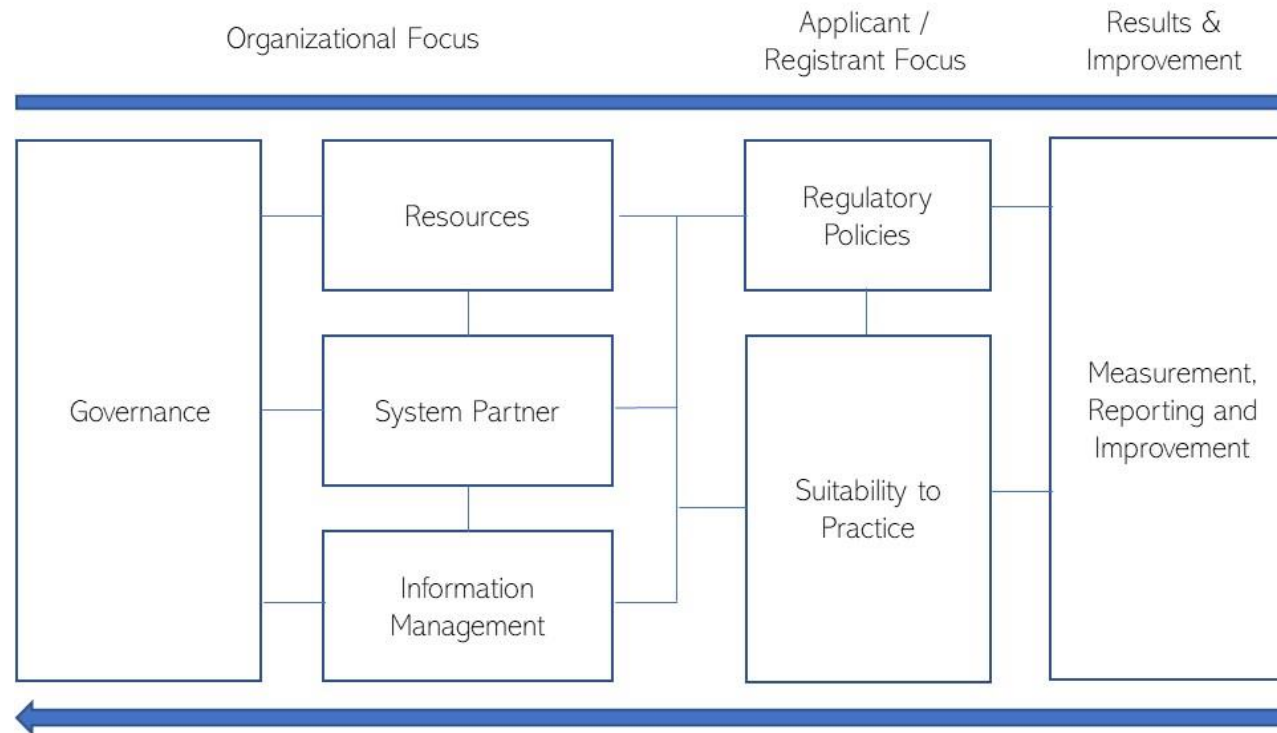 Organizational Focus
Applicant /
Registrant Focus
Results &
Improvement
Governance
Resources
System Partner
Information
Management
Regulatory
Policies
Suitability to
Practice
Measurement,
Reporting and
Improvement